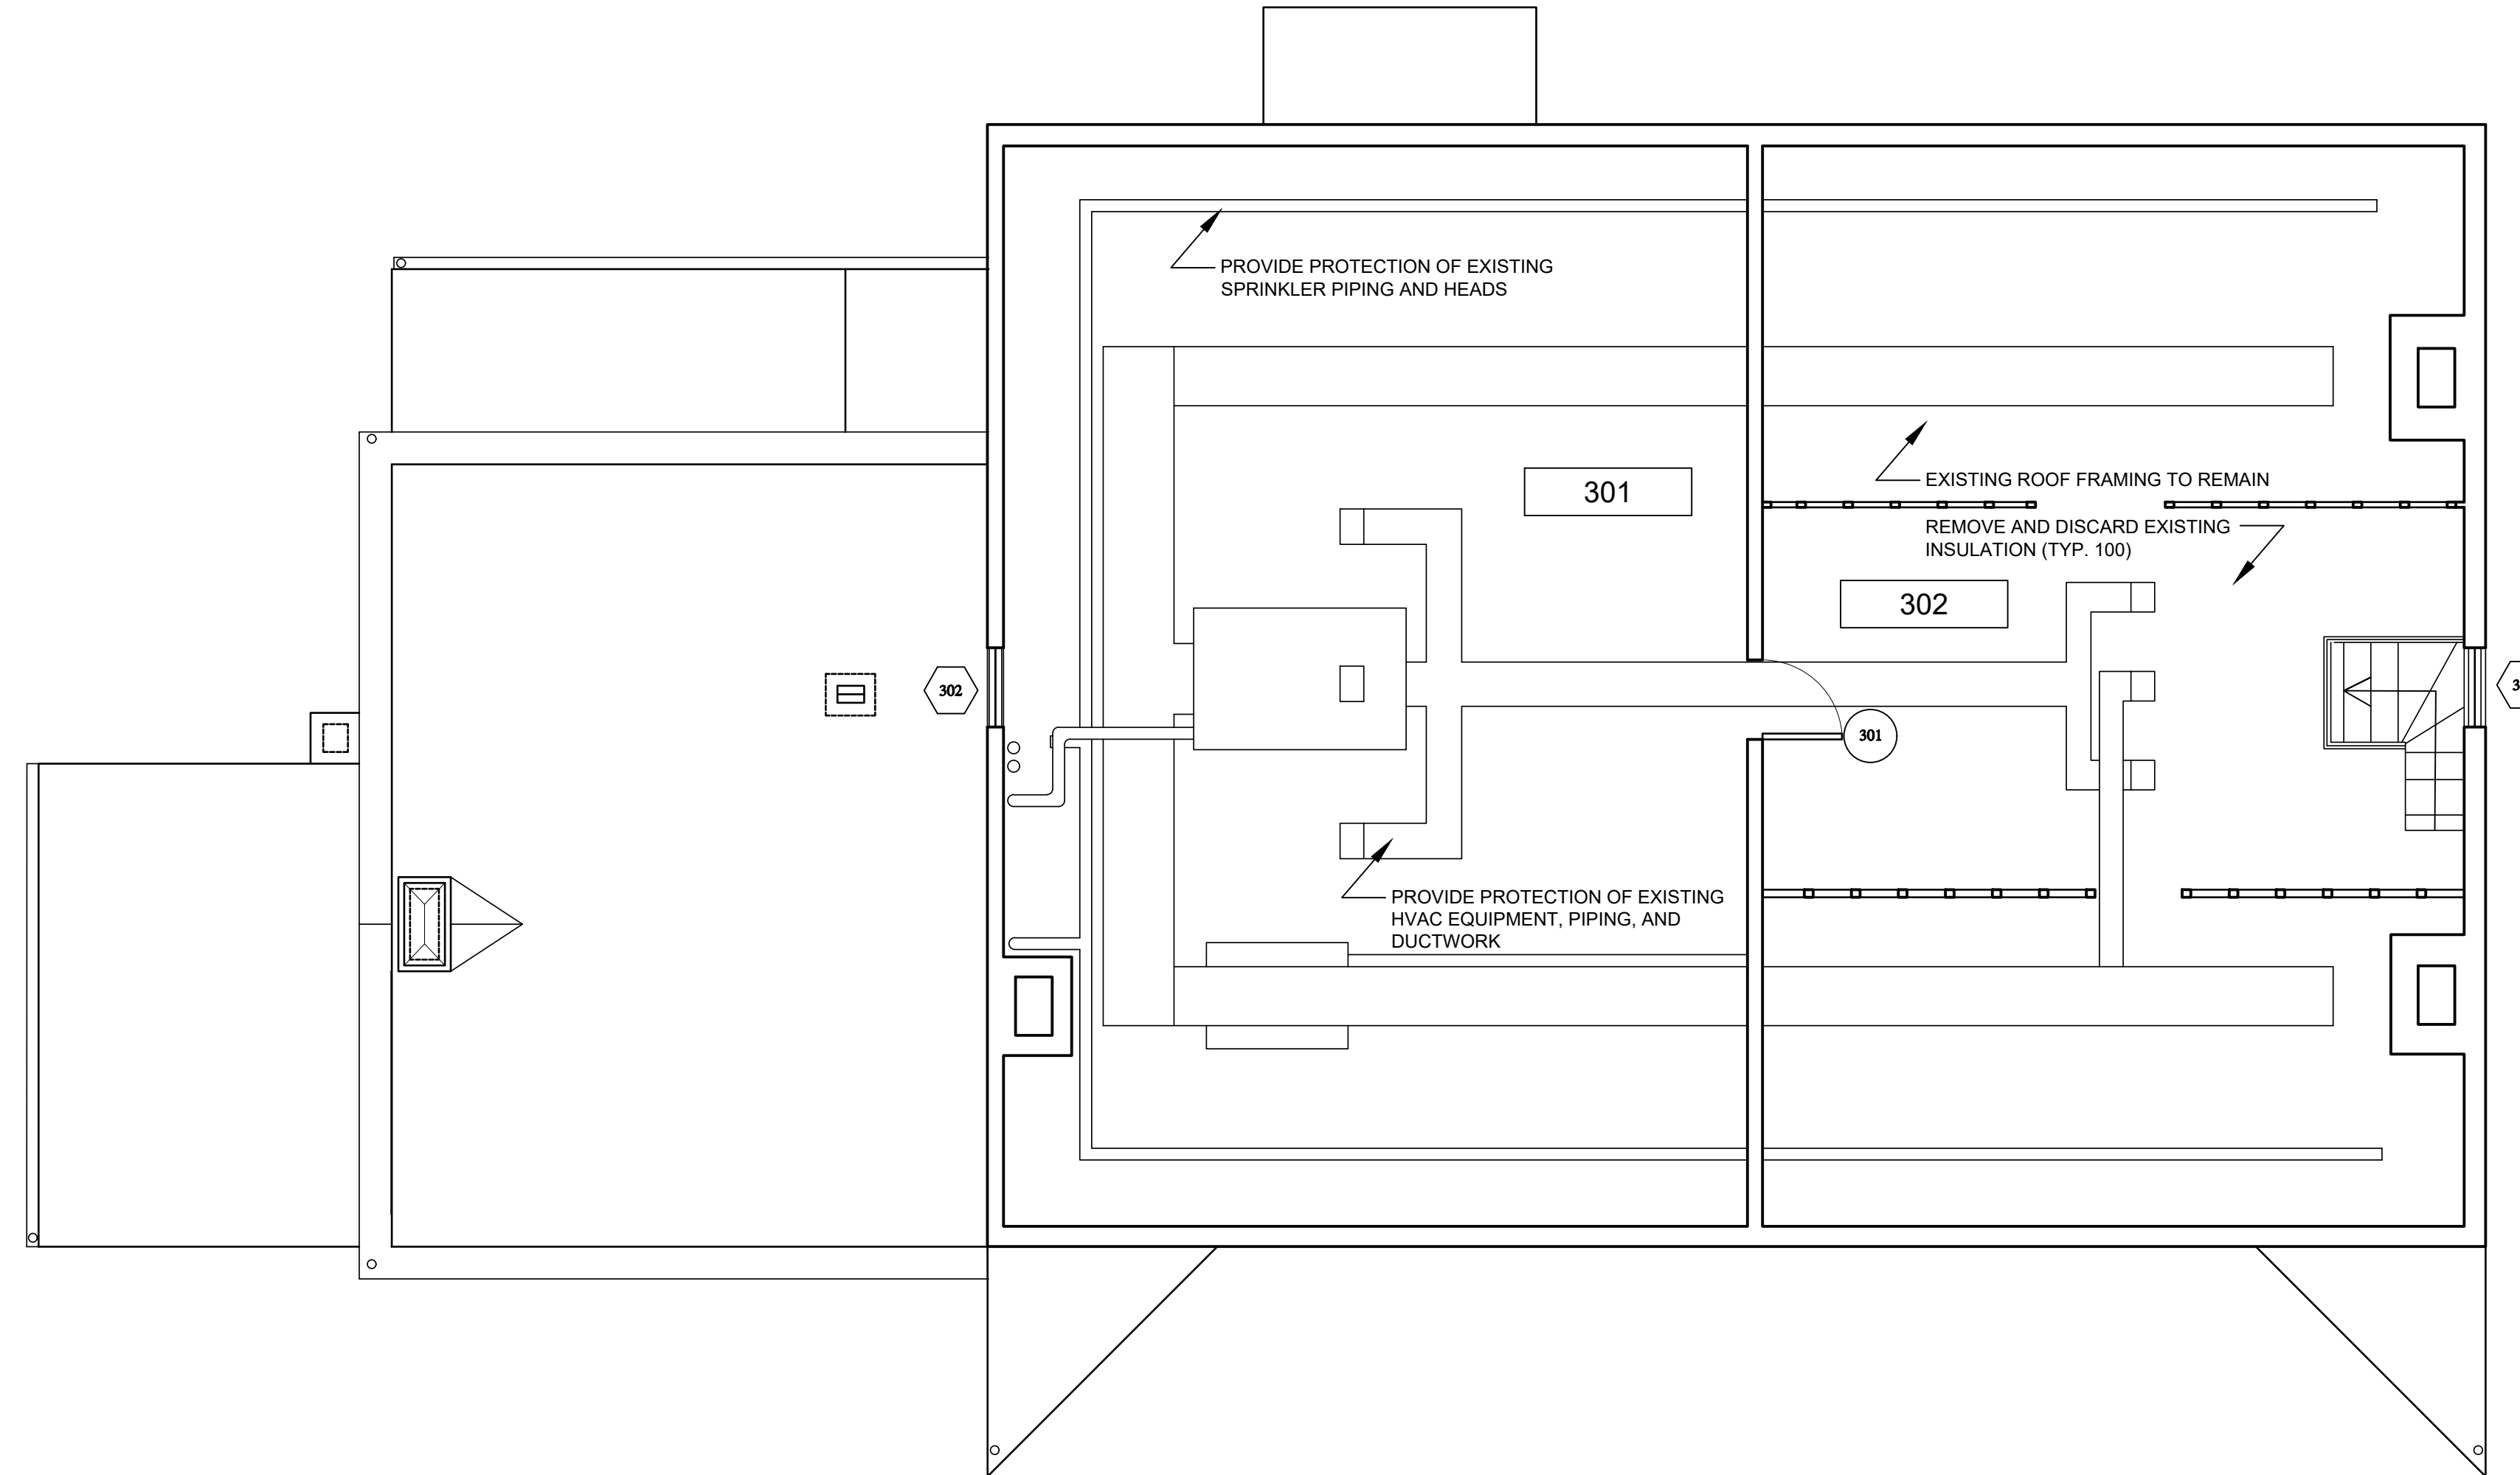 PROVIDE PROTECTION OF EXISTING
SPRINKLER PIPING AND HEADS
301
EXISTING ROOF FRAMING TO REMAIN
REMOVE AND DISCARD EXISTING
INSULATION (TYP. 100)
302
302
301
PROVIDE PROTECTION OF EXISTING
HVAC EQUIPMENT, PIPING, AND
DUCTWORK